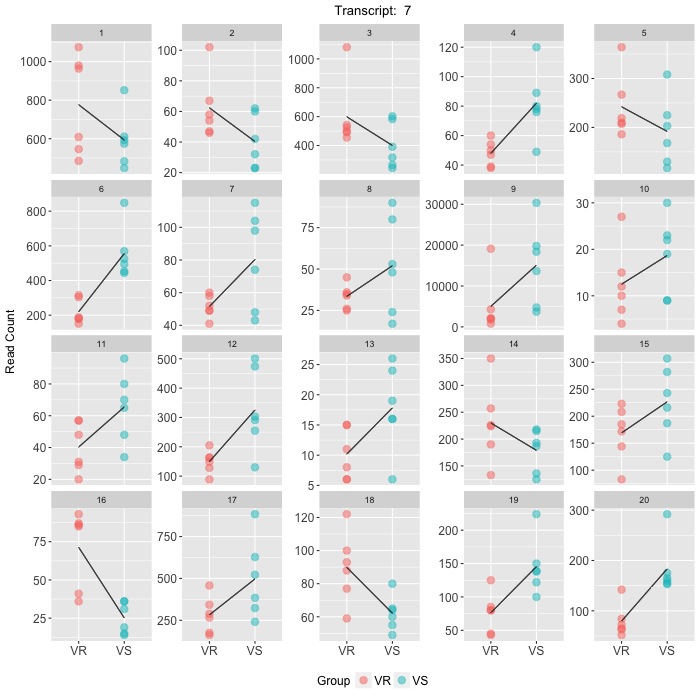 Transcript: 7
1 2 3 4 5
1000 800 600
100 80 60 40 20
1000 800 600 400
120 100 80 60 40
300 200
6 7 8 9 10
800 600 400 200
100 80 60 40
75 50 25
30000 20000 10000 0
30 20 10
Read Count
11 12 13 14 15
80 60 40 20
500 400 300 200 100
25 20 15 10 5
350 300 250 200 150
300 250 200 150 100
16 17 18 19 20
75 50 25
750 500 250
120 100 80 60
200 150 100 50
300 200 100
VR VS VR VS VR VS VR VS VR VS
Group VR VS